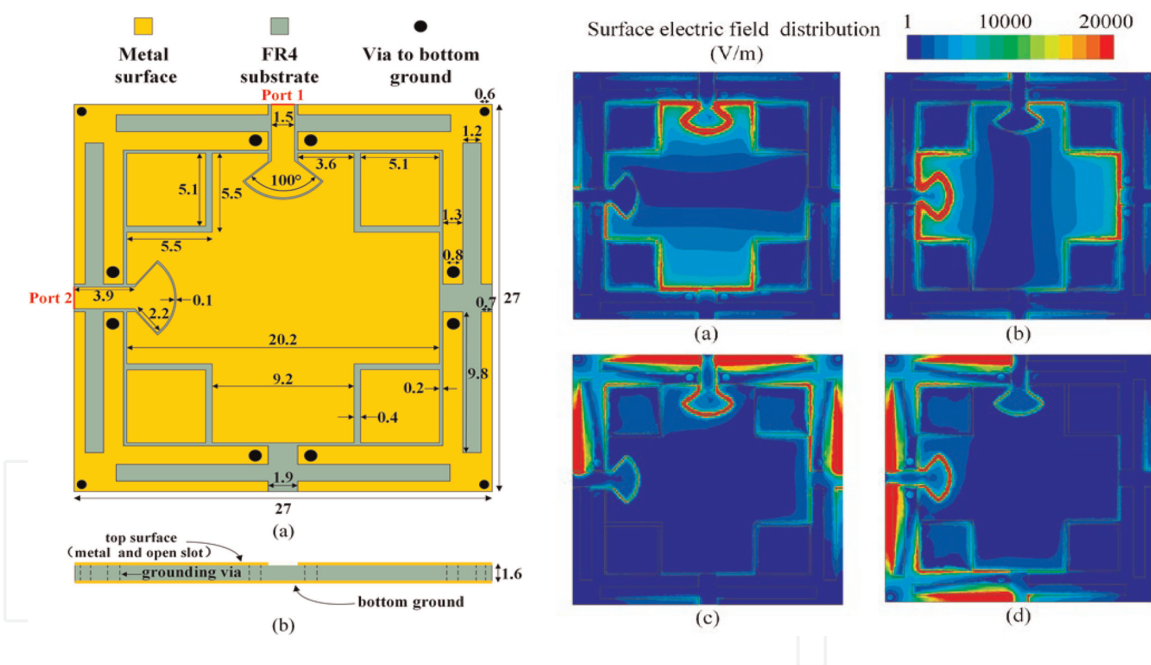 Metal
surface
FR4
substrate
Via to bottom
ground
Port 1
0.6
1.5
1.2
3.6
5.1
5.1
5.5
100°
1.3
5.5
0.8
Port 2
3.9
0.1
0.7
27
2.2
20.2
9.8
9.2
0.2
0.4
1.9
27
(a)
top surface
(metal and open slot)
grounding via
1.6
bottom ground
(b)
Surface electric field distribution
(V/m)
1 10000 20000
(a)
(b)
(c)
(d)